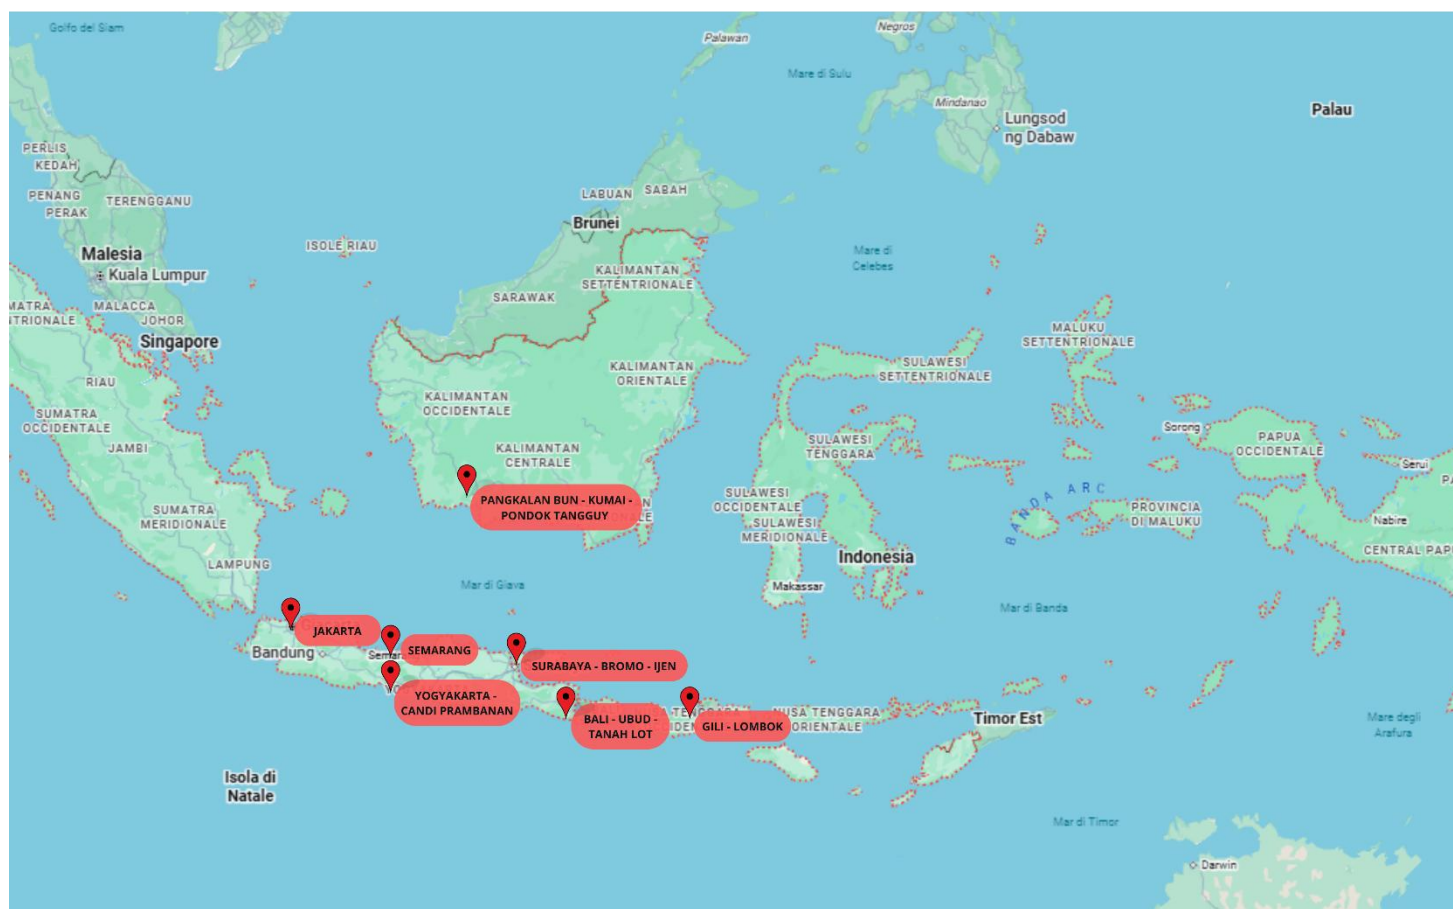 Golfo del Siam
Palawan
Negros
Mare di Sulu
Mindanao
Lungsod
ng Dabaw
Palau
PERLIS
KEDAH
PENANG
PERAK
TERENGGANU
LABUAN
SABAH
Brunei
ISOLE RIAU
Malesia
Kuala Lumpur
MALACCA
JOHOR
Singapore
MATRA
NTRIONALE
SARAWAK
KALIMANTAN
SETTENTRIONALE
Mare di
Celebes
MALUKU
SETTENTRIONALE
RIAU
SUMATRA
OCCIDENTALE
JAMBI
KALIMANTAN
OCCIDENTALE
KALIMANTAN
ORIENTALE
SULAWESI
SETTENTRIONALE
KALIMANTAN
CENTRALE
SULAWESI
TENGGARA
Sorong
PAPUA
OCCIDENTALE
Serui
PANGKALAN BUN - KUMAI -
PONDOK TANGGUY
SUMATRA
MERIDIONALE
SULAWESI
OCCIDENTALE
SULAWESI
MERIDIONALE
BANDA ARC
PROVINCIA
DI MALUKU
Nabire
CENTRAL PAP
LAMPUNG
Indonesia
Mar di Giava
Makassar
Mar di Banda
JAKARTA
Bandung
SEMARANG
SURABAYA - BROMO - IJEN
YOGYAKARTA -
CANDI PRAMBANAN
BALI - UBUD -
TANAH LOT
GILI - LOMBOK
NUSA TENGGARA
ORIENTALE
Timor Est
Mare degli
Arafura
Isola di
Natale
Mar di Timor
Darwin